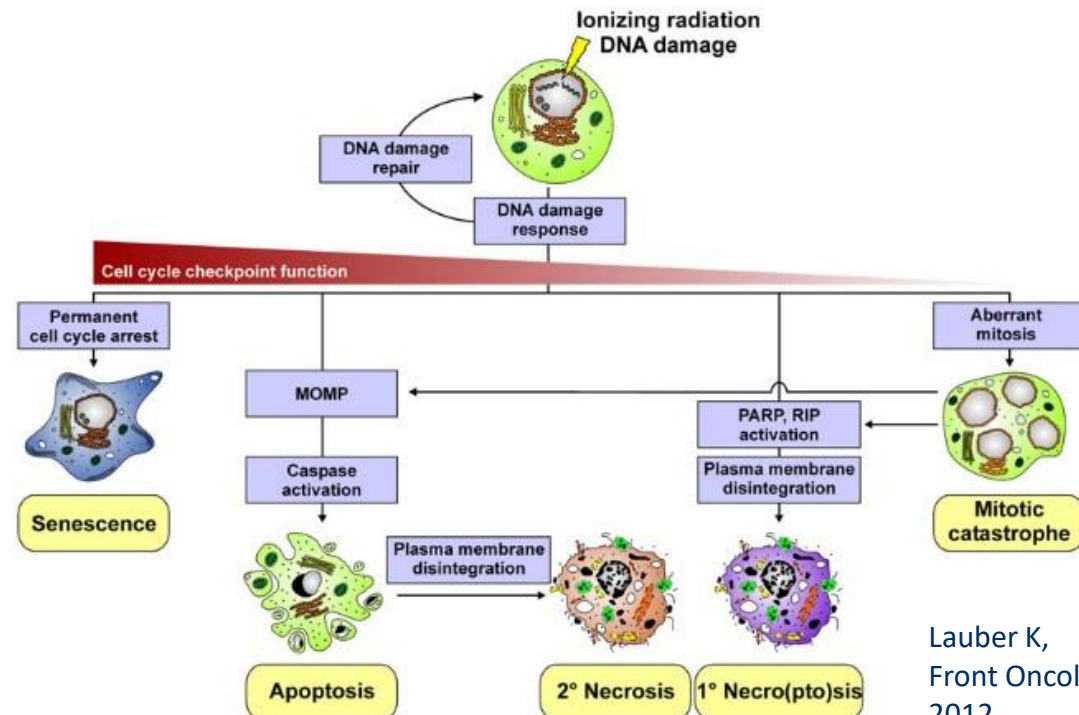 Ionizing radiation
DNA damage
DNA damage
repair
DNA damage
response
Cell cycle checkpoint function
Permanent
cell cycle arrest
Aberrant
mitosis
MOMP
PARP, RIP
activation
Caspase
activation
Plasma membrane
disintegration
Senescence
Mitotic
catastrophe
Plasma membrane
disintegration
Apoptosis
2° Necrosis
1° Necro(pto)sis
Lauber K,
Front Oncol
2012